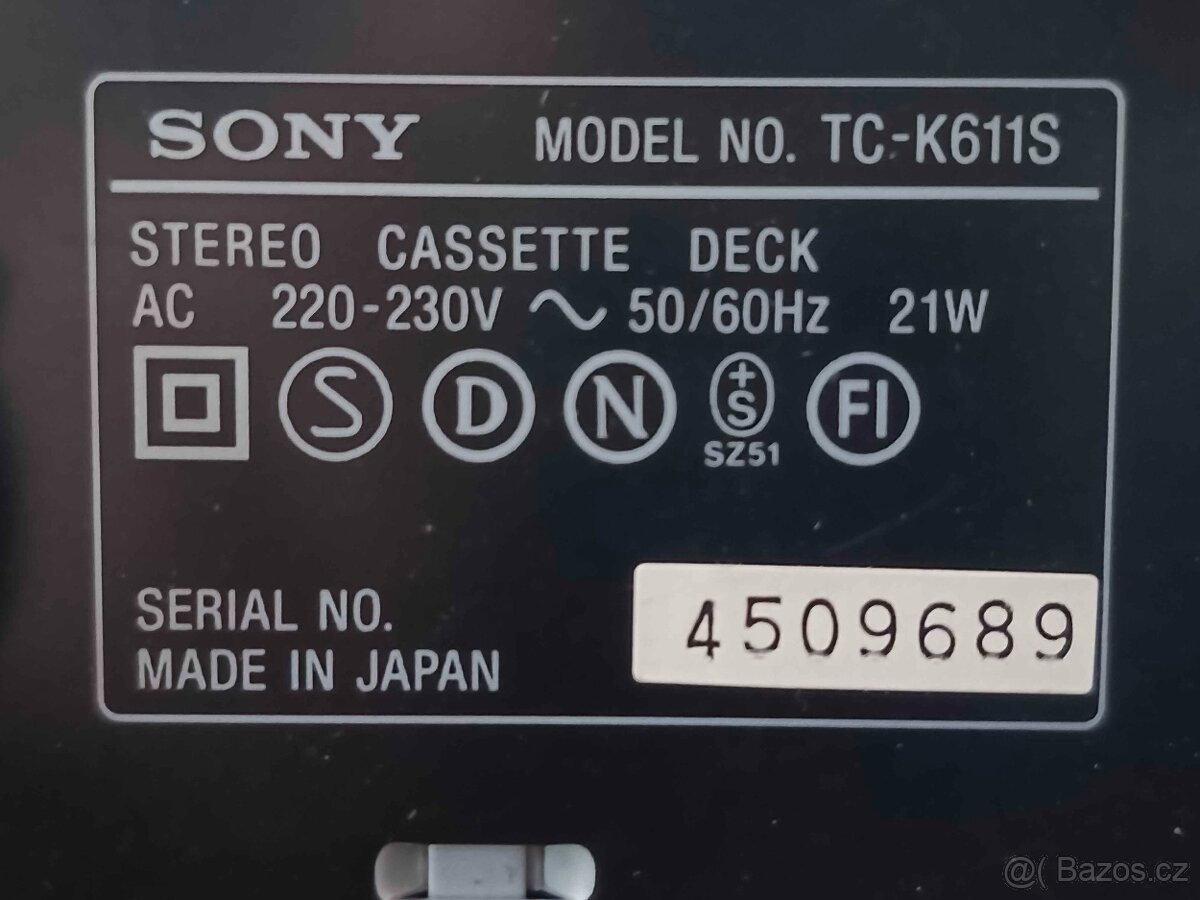 SONY MODEL NO. TC-K611S
STEREO CASSETTE DECK
AC 220-230V ~ 50/60Hz 21W
S D N +S FI
SZ51
SERIAL NO. 4509689
MADE IN JAPAN
@( Bazos.cz